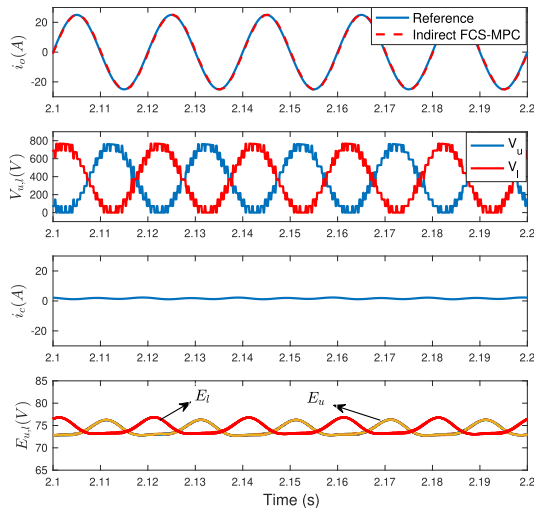 i_o(A)
20
0
-20
Reference
Indirect FCS-MPC
2.1 2.11 2.12 2.13 2.14 2.15 2.16 2.17 2.18 2.19 2.2
V_{u,l}(V)
800
600
400
200
0
V_u
V_l
2.1 2.11 2.12 2.13 2.14 2.15 2.16 2.17 2.18 2.19 2.2
i_c(A)
20
0
-20
2.1 2.11 2.12 2.13 2.14 2.15 2.16 2.17 2.18 2.19 2.2
E_{u,l}(V)
85
80
75
70
65
E_l
E_u
2.1 2.11 2.12 2.13 2.14 2.15 2.16 2.17 2.18 2.19 2.2
Time (s)